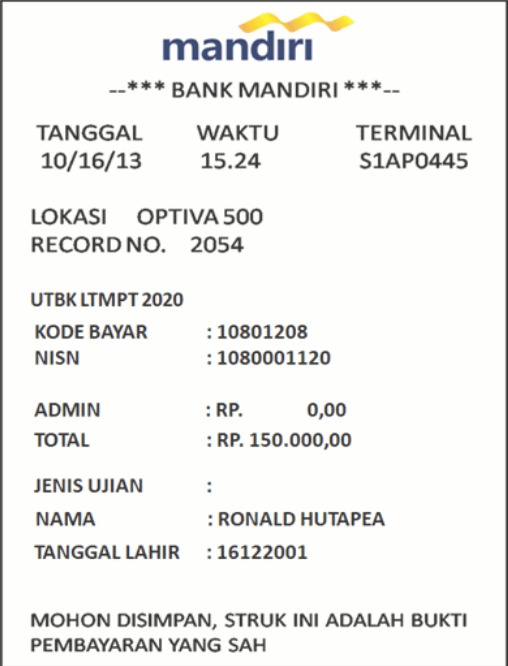 mandiri
--*** BANK MANDIRI ***--
TANGGAL WAKTU TERMINAL
10/16/13 15.24 S1AP0445
LOKASI OPTIVA 500
RECORD NO. 2054
UTBK LTMPT 2020
KODE BAYAR : 10801208
NISN : 1080001120
ADMIN : RP. 0,00
TOTAL : RP. 150.000,00
JENIS UJIAN :
NAMA : RONALD HUTAPEA
TANGGAL LAHIR : 16122001
MOHON DISIMPAN, STRUK INI ADALAH BUKTI
PEMBAYARAN YANG SAH